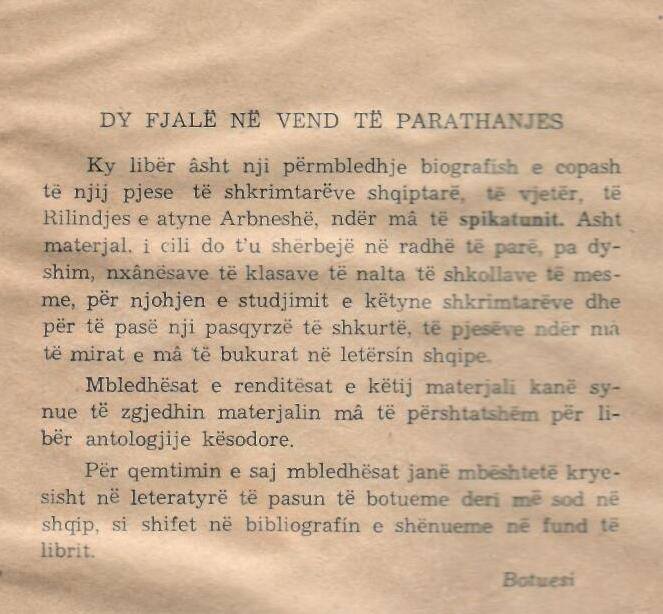 DY FJALË NË VEND TË PARATHANJES
Ky libër âsht nji përmbledhje biografish e copash
të njij pjese të shkrimtarëve shqiptarë, të vjetër, të
Rilindjes e atyne Arbneshë, ndër mâ të spikatunit. Asht
materjal, i cili do t'u shërbejë në radhë të parë, pa dy-
shim, nxânësave të klasave të nalta të shkollave të mes-
me, për njohjen e studjimit e këtyne shkrimtarëve dhe
për të pasë nji pasqyrzë të shkurtë, të pjesëve ndër mâ
të mirat e mâ të bukurat në letërsín shqipe.
Mbledhësat e renditësat e këtij materjali kanë sy-
nue të zgjedhin materjalin mâ të përshtatshëm për li-
bër antologjije kësodore.
Për qemtimin e saj mbledhësat janë mbështetë krye-
sisht në leteratyrë të pasun të botueme deri më sod në
shqip, si shifet në bibliografín e shënueme në fund të
librit.
Botuesi